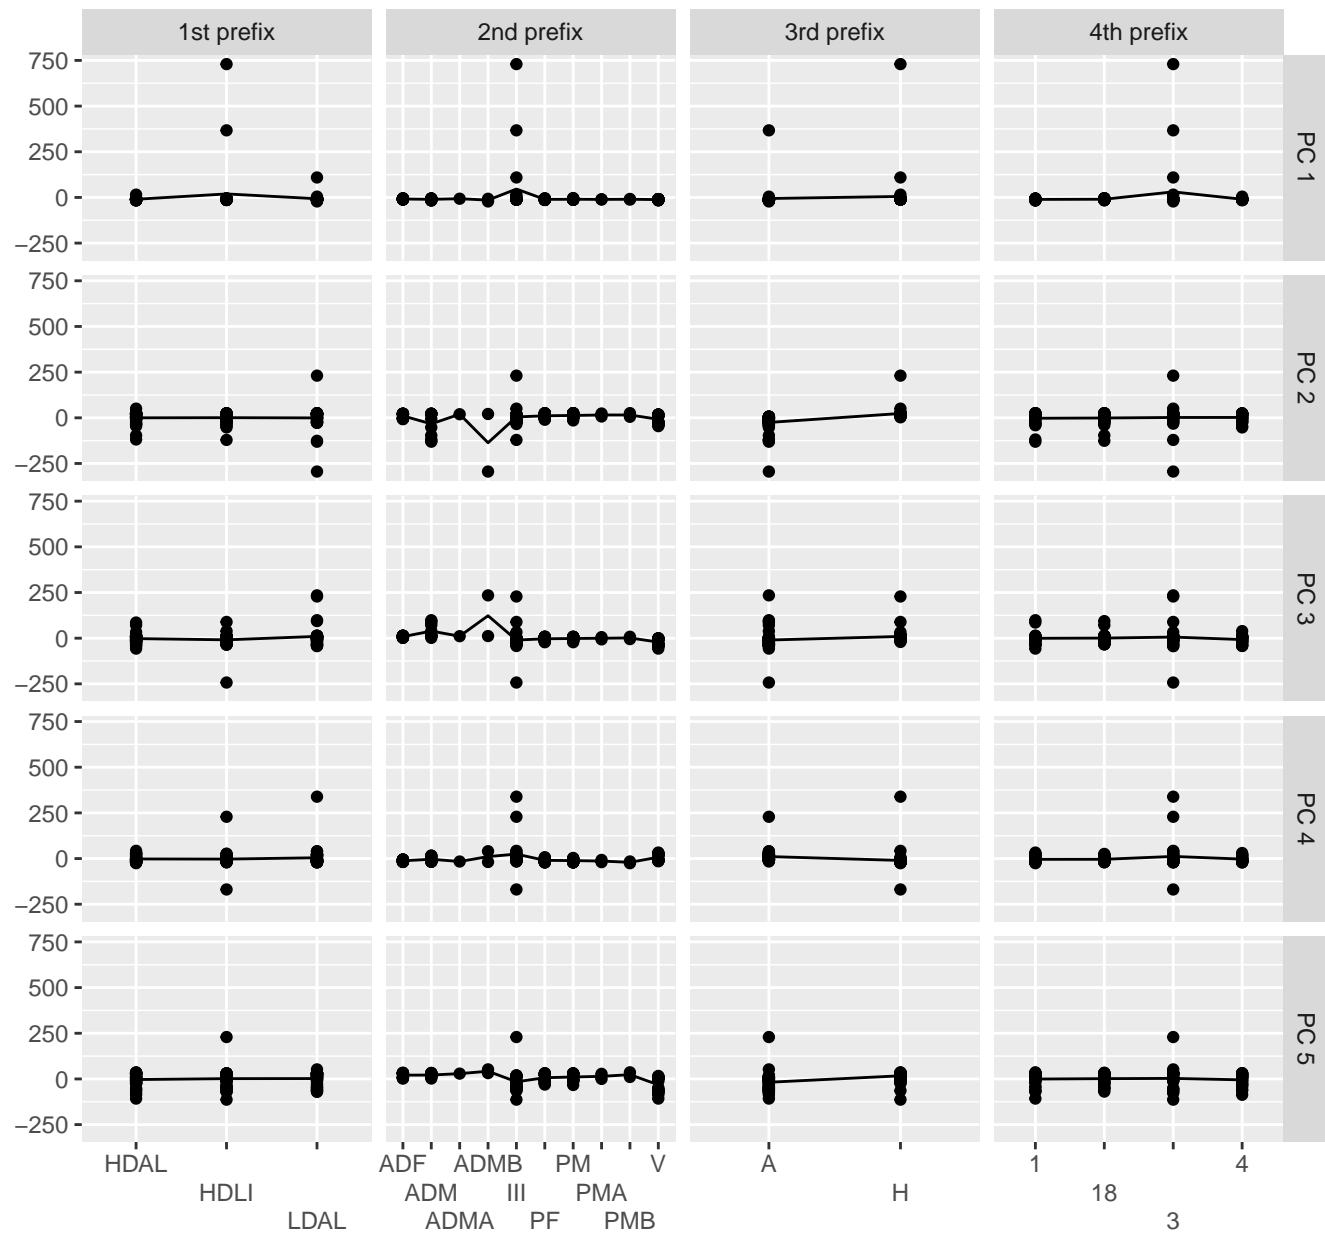 1st prefix 2nd prefix 3rd prefix 4th prefix
750
500
250
0
−250
PC 1
750
500
250
0
−250
PC 2
750
500
250
0
−250
PC 3
750
500
250
0
−250
PC 4
750
500
250
0
−250
PC 5
HDAL ADF ADMB PM V A 1 4
HDLI ADM III PMA H 18
LDAL ADMA PF PMB 3